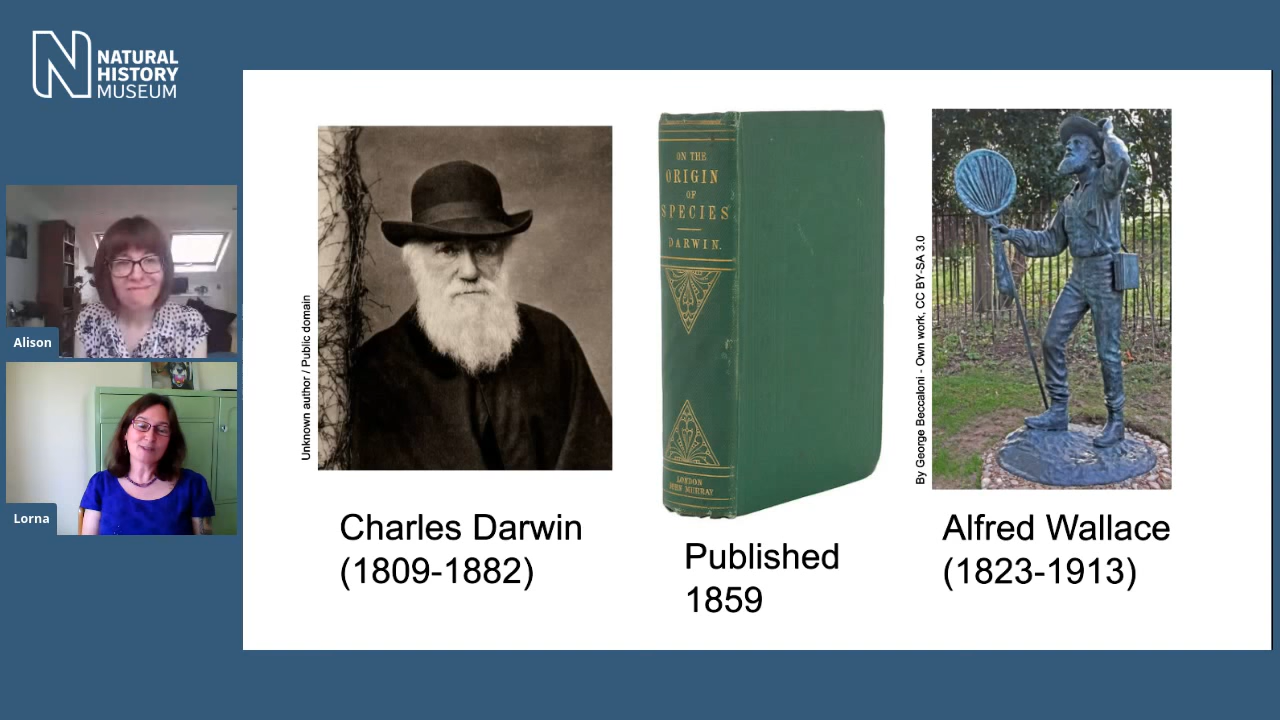 NATURAL
HISTORY
MUSEUM
Alison
Lorna
Unknown author / Public domain
ON THE
ORIGIN
OF
SPECIES
DARWIN.
LONDON
JOHN MURRAY
By George Beccaloni - Own work, CC BY-SA 3.0
Charles Darwin
(1809-1882)
Published
1859
Alfred Wallace
(1823-1913)